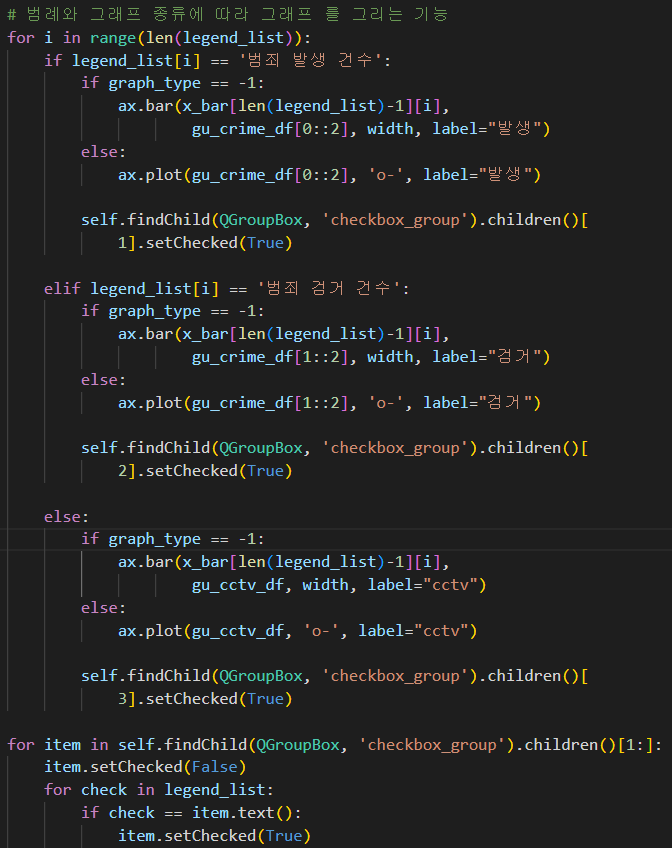 # 범례와 그래프 종류에 따라 그래프 를 그리는 기능
for i in range(len(legend_list)):
    if legend_list[i] == '범죄 발생 건수':
        if graph_type == -1:
            ax.bar(x_bar[len(legend_list)-1][i],
                    gu_crime_df[0::2], width, label="발생")
        else:
            ax.plot(gu_crime_df[0::2], 'o-', label="발생")

        self.findChild(QGroupBox, 'checkbox_group').children()[
            1].setChecked(True)

    elif legend_list[i] == '범죄 검거 건수':
        if graph_type == -1:
            ax.bar(x_bar[len(legend_list)-1][i],
                    gu_crime_df[1::2], width, label="검거")
        else:
            ax.plot(gu_crime_df[1::2], 'o-', label="검거")

        self.findChild(QGroupBox, 'checkbox_group').children()[
            2].setChecked(True)

    else:
        if graph_type == -1:
            ax.bar(x_bar[len(legend_list)-1][i],
                    gu_cctv_df, width, label="cctv")
        else:
            ax.plot(gu_cctv_df, 'o-', label="cctv")

        self.findChild(QGroupBox, 'checkbox_group').children()[
            3].setChecked(True)

for item in self.findChild(QGroupBox, 'checkbox_group').children()[1:]:
    item.setChecked(False)
    for check in legend_list:
        if check == item.text():
            item.setChecked(True)